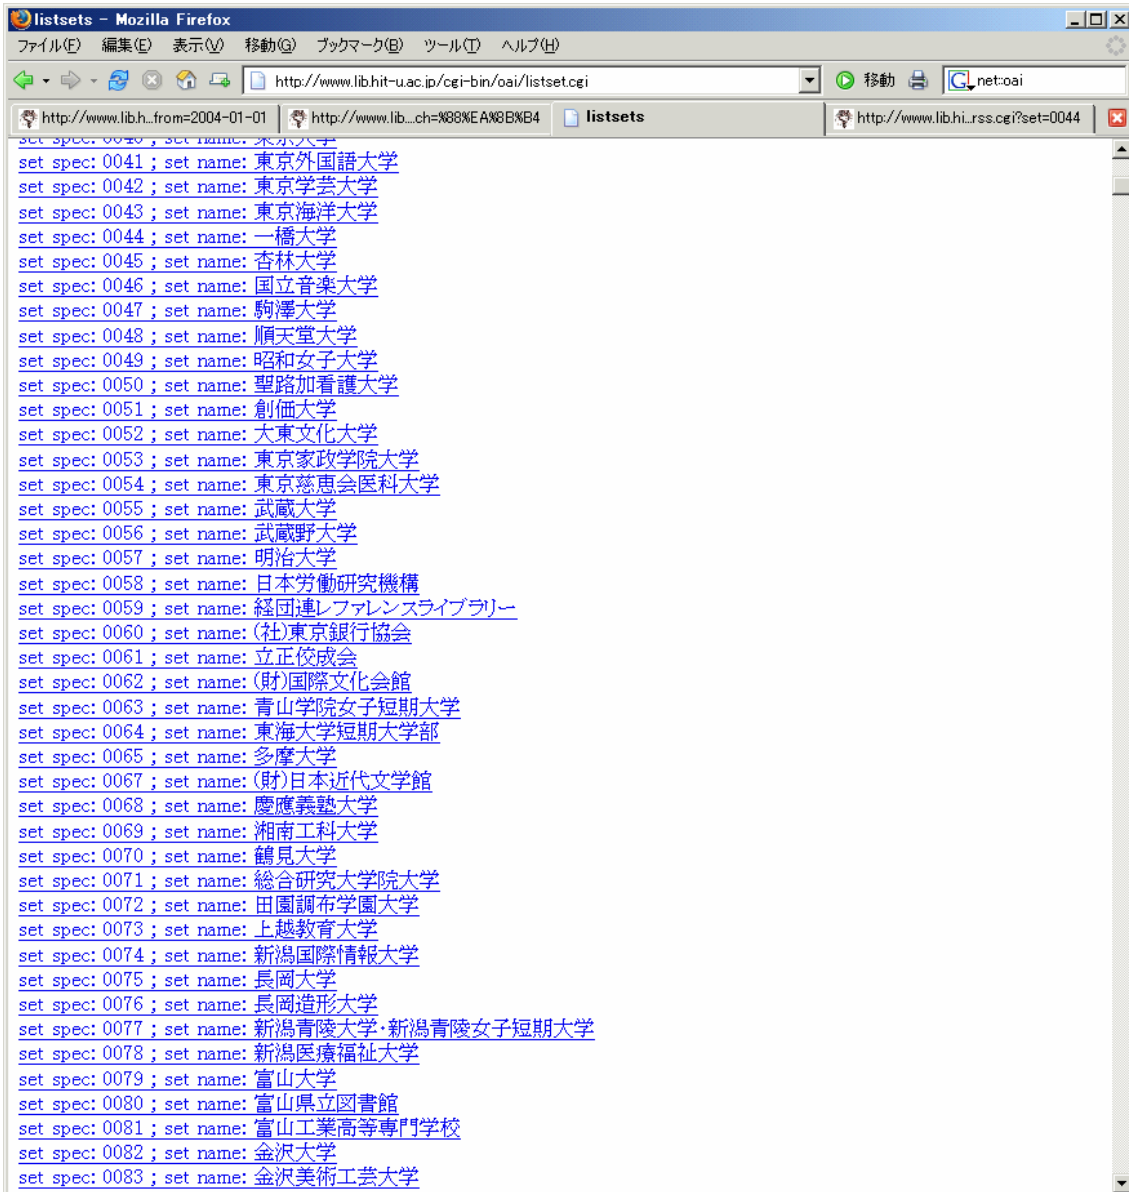 listsets - Mozilla Firefox
ファイル(F) 編集(E) 表示(V) 移動(G) ブックマーク(B) ツール(T) ヘルプ(H)
http://www.lib.hit-u.ac.jp/cgi-bin/oai/listset.cgi 移動 G net::oai
http://www.lib.h...from=2004-01-01 http://www.lib....ch=%88%EA%8B%B4 listsets http://www.lib.hi...rss.cgi?set=0044
set spec: 0040 ; set name: 東京大学
set spec: 0041 ; set name: 東京外国語大学
set spec: 0042 ; set name: 東京学芸大学
set spec: 0043 ; set name: 東京海洋大学
set spec: 0044 ; set name: 一橋大学
set spec: 0045 ; set name: 杏林大学
set spec: 0046 ; set name: 国立音楽大学
set spec: 0047 ; set name: 駒澤大学
set spec: 0048 ; set name: 順天堂大学
set spec: 0049 ; set name: 昭和女子大学
set spec: 0050 ; set name: 聖路加看護大学
set spec: 0051 ; set name: 創価大学
set spec: 0052 ; set name: 大東文化大学
set spec: 0053 ; set name: 東京家政学院大学
set spec: 0054 ; set name: 東京慈恵会医科大学
set spec: 0055 ; set name: 武蔵大学
set spec: 0056 ; set name: 武蔵野大学
set spec: 0057 ; set name: 明治大学
set spec: 0058 ; set name: 日本労働研究機構
set spec: 0059 ; set name: 経団連レファレンスライブラリー
set spec: 0060 ; set name: (社)東京銀行協会
set spec: 0061 ; set name: 立正佼成会
set spec: 0062 ; set name: (財)国際文化会館
set spec: 0063 ; set name: 青山学院女子短期大学
set spec: 0064 ; set name: 東海大学短期大学部
set spec: 0065 ; set name: 多摩大学
set spec: 0067 ; set name: (財)日本近代文学館
set spec: 0068 ; set name: 慶應義塾大学
set spec: 0069 ; set name: 湘南工科大学
set spec: 0070 ; set name: 鶴見大学
set spec: 0071 ; set name: 総合研究大学院大学
set spec: 0072 ; set name: 田園調布学園大学
set spec: 0073 ; set name: 上越教育大学
set spec: 0074 ; set name: 新潟国際情報大学
set spec: 0075 ; set name: 長岡大学
set spec: 0076 ; set name: 長岡造形大学
set spec: 0077 ; set name: 新潟青陵大学・新潟青陵女子短期大学
set spec: 0078 ; set name: 新潟医療福祉大学
set spec: 0079 ; set name: 富山大学
set spec: 0080 ; set name: 富山県立図書館
set spec: 0081 ; set name: 富山工業高等専門学校
set spec: 0082 ; set name: 金沢大学
set spec: 0083 ; set name: 金沢美術工芸大学